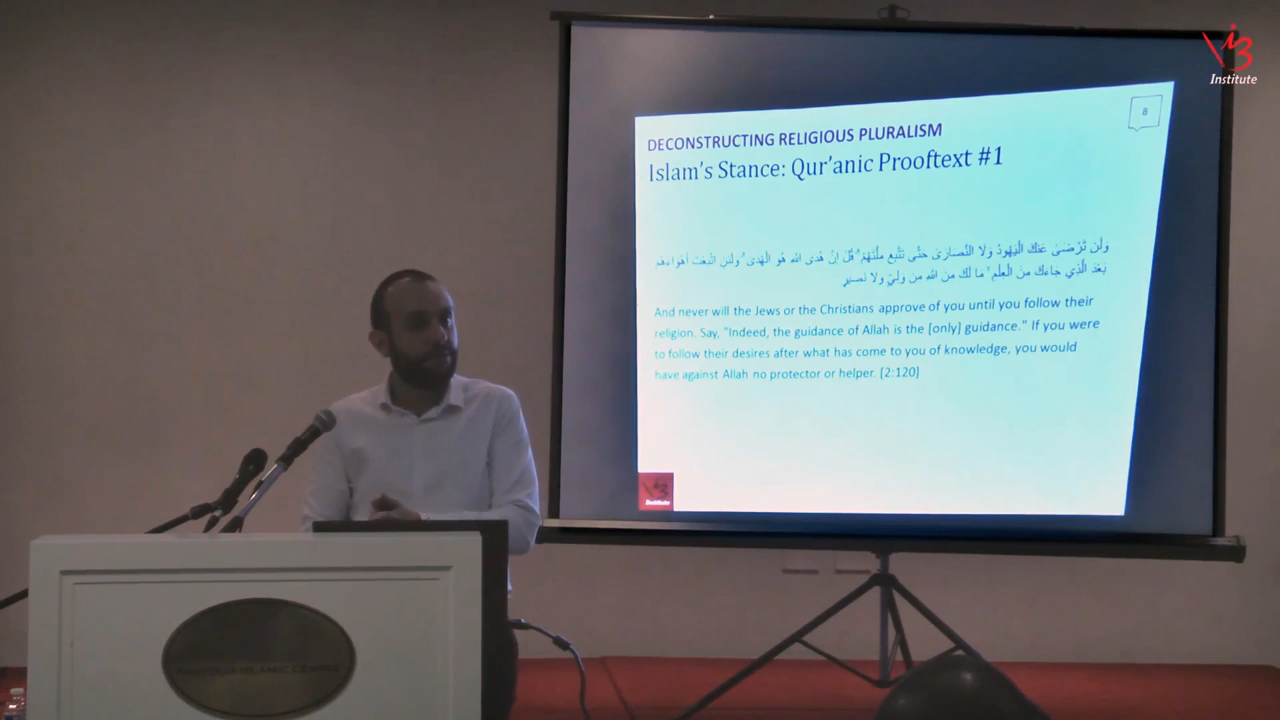 i3
Institute
8
DECONSTRUCTING RELIGIOUS PLURALISM
Islam's Stance: Qur'anic Prooftext #1
وَلَن تَرْضَىٰ عَنكَ الْيَهُودُ وَلَا النَّصَارَىٰ حَتَّىٰ تَتَّبِعَ مِلَّتَهُمْ ۗ قُلْ إِنَّ هُدَى اللَّهِ هُوَ الْهُدَىٰ ۗ وَلَئِنِ اتَّبَعْتَ أَهْوَاءَهُم
بَعْدَ الَّذِي جَاءَكَ مِنَ الْعِلْمِ ۙ مَا لَكَ مِنَ اللَّهِ مِن وَلِيٍّ وَلَا نَصِيرٍ
And never will the Jews or the Christians approve of you until you follow their
religion. Say, "Indeed, the guidance of Allah is the [only] guidance." If you were
to follow their desires after what has come to you of knowledge, you would
have against Allah no protector or helper. [2:120]
i3
ISLAMIC CENTRE